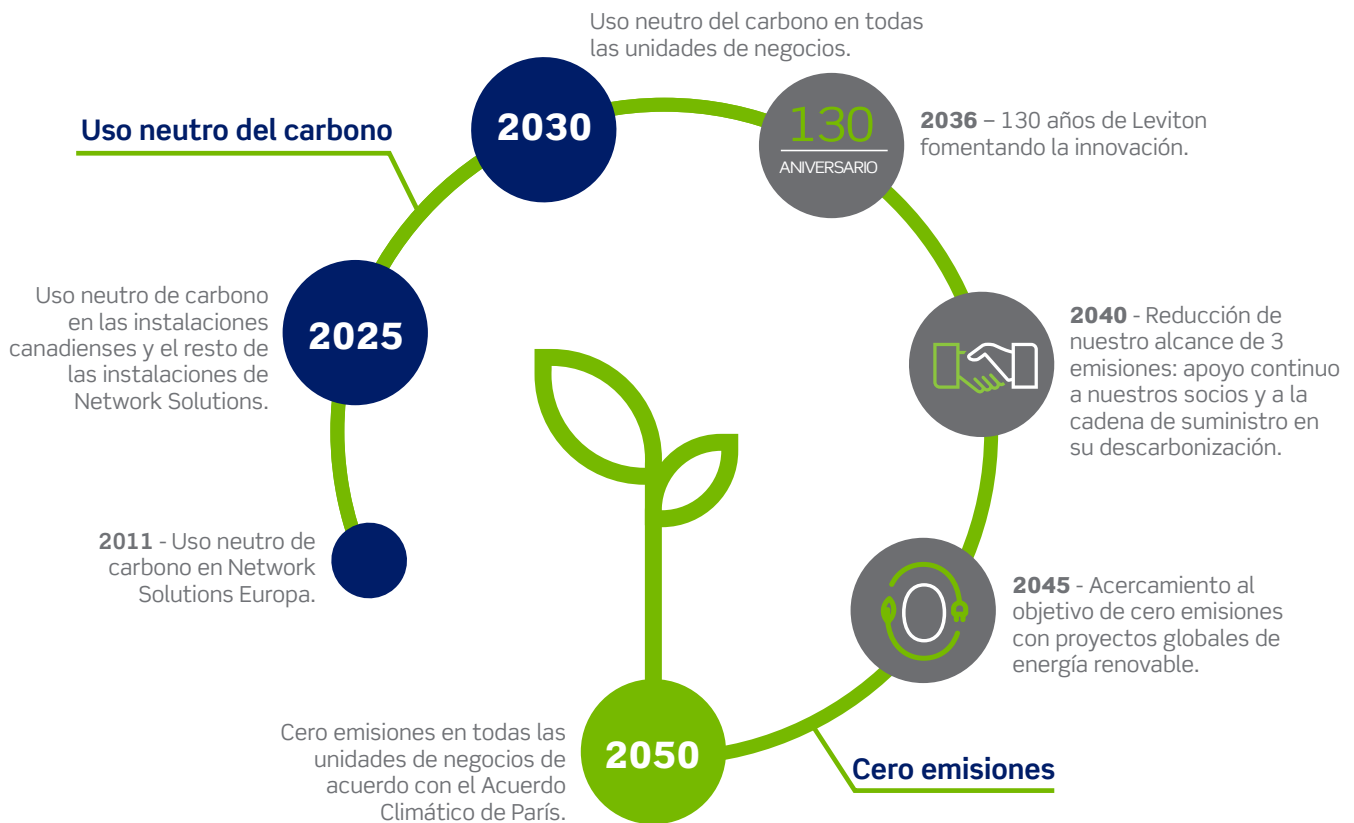 Uso neutro del carbono en todas
las unidades de negocios.
2030
130
ANIVERSARIO
2036 – 130 años de Leviton
fomentando la innovación.
Uso neutro del carbono
Uso neutro de carbono
en las instalaciones
canadienses y el resto de
las instalaciones de
Network Solutions.
2025
2040 - Reducción de
nuestro alcance de 3
emisiones: apoyo continuo
a nuestros socios y a la
cadena de suministro en
su descarbonización.
2011 - Uso neutro de
carbono en Network
Solutions Europa.
0
2045 - Acercamiento al
objetivo de cero emisiones
con proyectos globales de
energía renovable.
Cero emisiones en todas las
unidades de negocios de
acuerdo con el Acuerdo
Climático de París.
2050
Cero emisiones